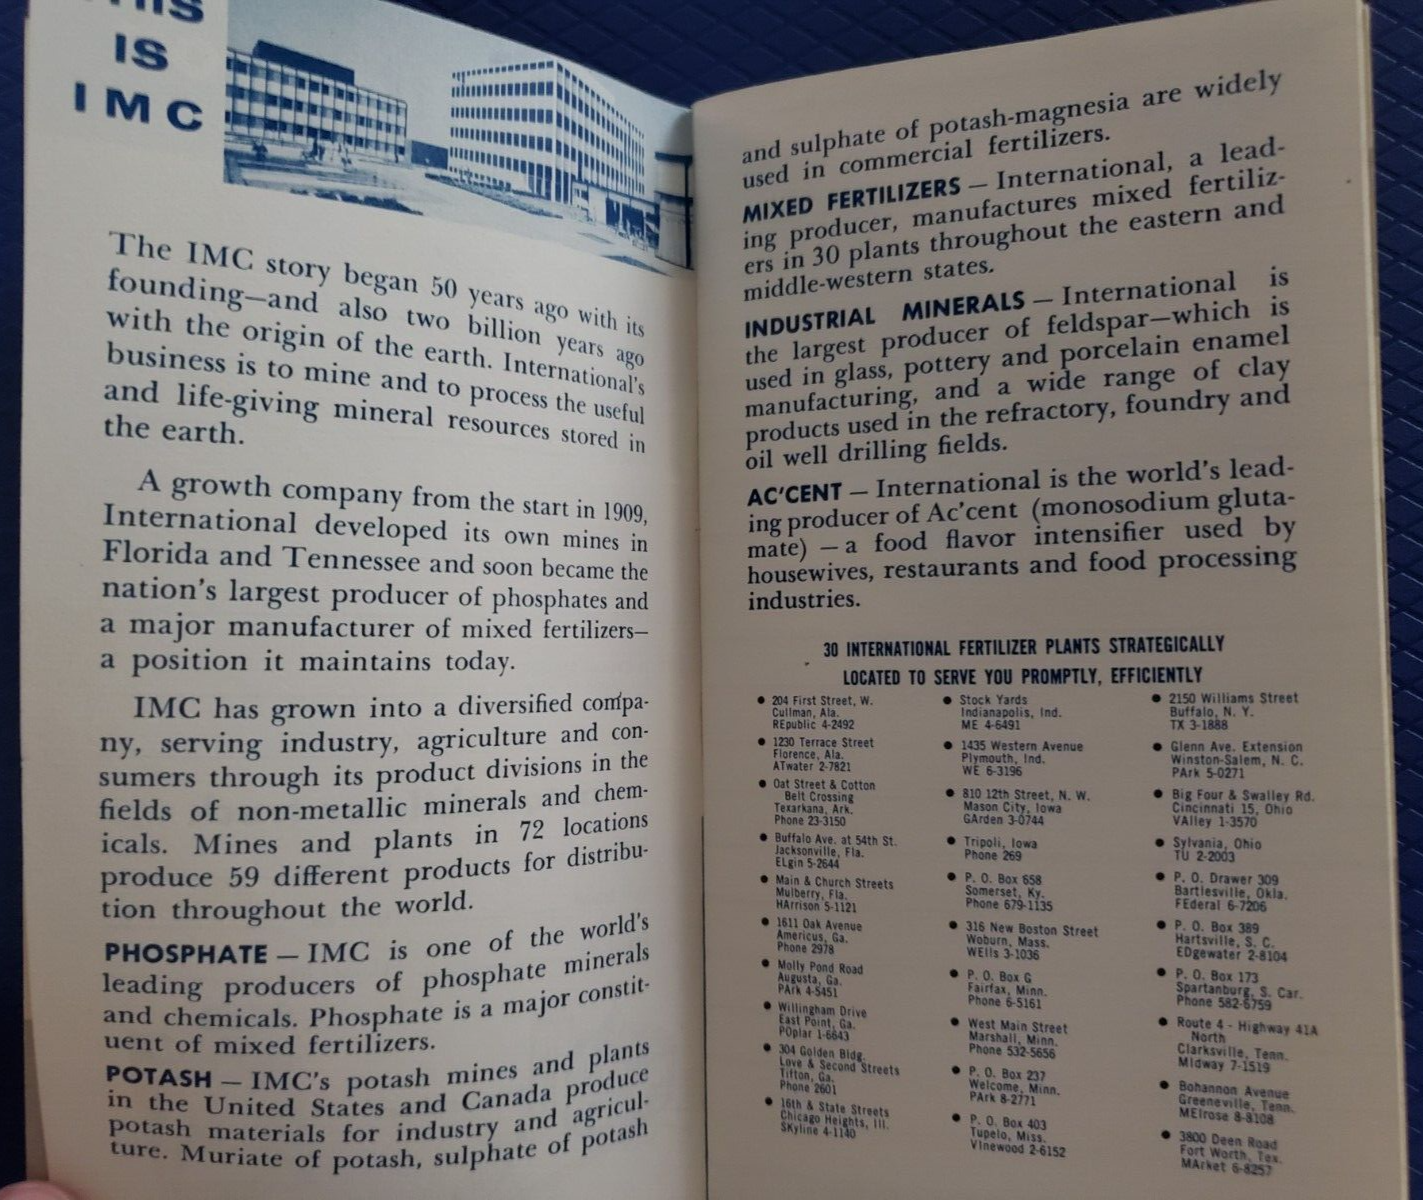 THIS
IS
IMC
The IMC story began 50 years ago with its
founding—and also two billion years ago
with the origin of the earth. International's
business is to mine and to process the useful
and life-giving mineral resources stored in
the earth.
A growth company from the start in 1909,
International developed its own mines in
Florida and Tennessee and soon became the
nation's largest producer of phosphates and
a major manufacturer of mixed fertilizers—
a position it maintains today.
IMC has grown into a diversified compa-
ny, serving industry, agriculture and con-
sumers through its product divisions in the
fields of non-metallic minerals and chem-
icals. Mines and plants in 72 locations
produce 59 different products for distribu-
tion throughout the world.
PHOSPHATE — IMC is one of the world's
leading producers of phosphate minerals
and chemicals. Phosphate is a major constit-
uent of mixed fertilizers.
POTASH — IMC's potash mines and plants
in the United States and Canada produce
potash materials for industry and agricul-
ture. Muriate of potash, sulphate of potash
and sulphate of potash-magnesia are widely
used in commercial fertilizers.
MIXED FERTILIZERS — International, a lead-
ing producer, manufactures mixed fertiliz-
ers in 30 plants throughout the eastern and
middle-western states.
INDUSTRIAL MINERALS — International is
the largest producer of feldspar—which is
used in glass, pottery and porcelain enamel
manufacturing, and a wide range of clay
products used in the refractory, foundry and
oil well drilling fields.
AC'CENT — International is the world's lead-
ing producer of Ac'cent (monosodium gluta-
mate) — a food flavor intensifier used by
housewives, restaurants and food processing
industries.
30 INTERNATIONAL FERTILIZER PLANTS STRATEGICALLY
LOCATED TO SERVE YOU PROMPTLY, EFFICIENTLY
● 204 First Street, W.
Cullman, Ala.
REpublic 4-2492
● 1230 Terrace Street
Florence, Ala.
ATwater 2-7821
● Oat Street & Cotton
Belt Crossing
Texarkana, Ark.
Phone 23-3150
● Buffalo Ave. at 54th St.
Jacksonville, Fla.
ELgin 5-2644
● Main & Church Streets
Mulberry, Fla.
HArrison 5-1121
● 1611 Oak Avenue
Americus, Ga.
Phone 2978
● Molly Pond Road
Augusta, Ga.
PArk 4-5451
● Willingham Drive
East Point, Ga.
POplar 1-6643
● 304 Golden Bldg.
Love & Second Streets
Tifton, Ga.
Phone 2601
● 16th & State Streets
Chicago Heights, Ill.
SKyline 4-1140
● Stock Yards
Indianapolis, Ind.
ME 4-6491
● 1435 Western Avenue
Plymouth, Ind.
WE 6-3196
● 810 12th Street, N. W.
Mason City, Iowa
GArden 3-0744
● Tripoli, Iowa
Phone 269
● P. O. Box 658
Somerset, Ky.
Phone 679-1135
● 316 New Boston Street
Woburn, Mass.
WElls 3-1036
● P. O. Box G
Fairfax, Minn.
Phone 6-5161
● West Main Street
Marshall, Minn.
Phone 532-5656
● P. O. Box 237
Welcome, Minn.
PArk 8-2771
● P. O. Box 403
Tupelo, Miss.
VInewood 2-6152
● 2150 Williams Street
Buffalo, N. Y.
TX 3-1888
● Glenn Ave. Extension
Winston-Salem, N. C.
PArk 5-0271
● Big Four & Swalley Rd.
Cincinnati 15, Ohio
VAlley 1-3570
● Sylvania, Ohio
TU 2-2003
● P. O. Drawer 309
Bartlesville, Okla.
FEderal 6-7206
● P. O. Box 389
Hartsville, S. C.
EDgewater 2-8104
● P. O. Box 173
Spartanburg, S. Car.
Phone 582-6759
● Route 4 - Highway 41A
North
Clarksville, Tenn.
MIdway 7-1519
● Bohannon Avenue
Greeneville, Tenn.
MElrose 8-8108
● 3800 Deen Road
Fort Worth, Tex.
MArket 6-8257